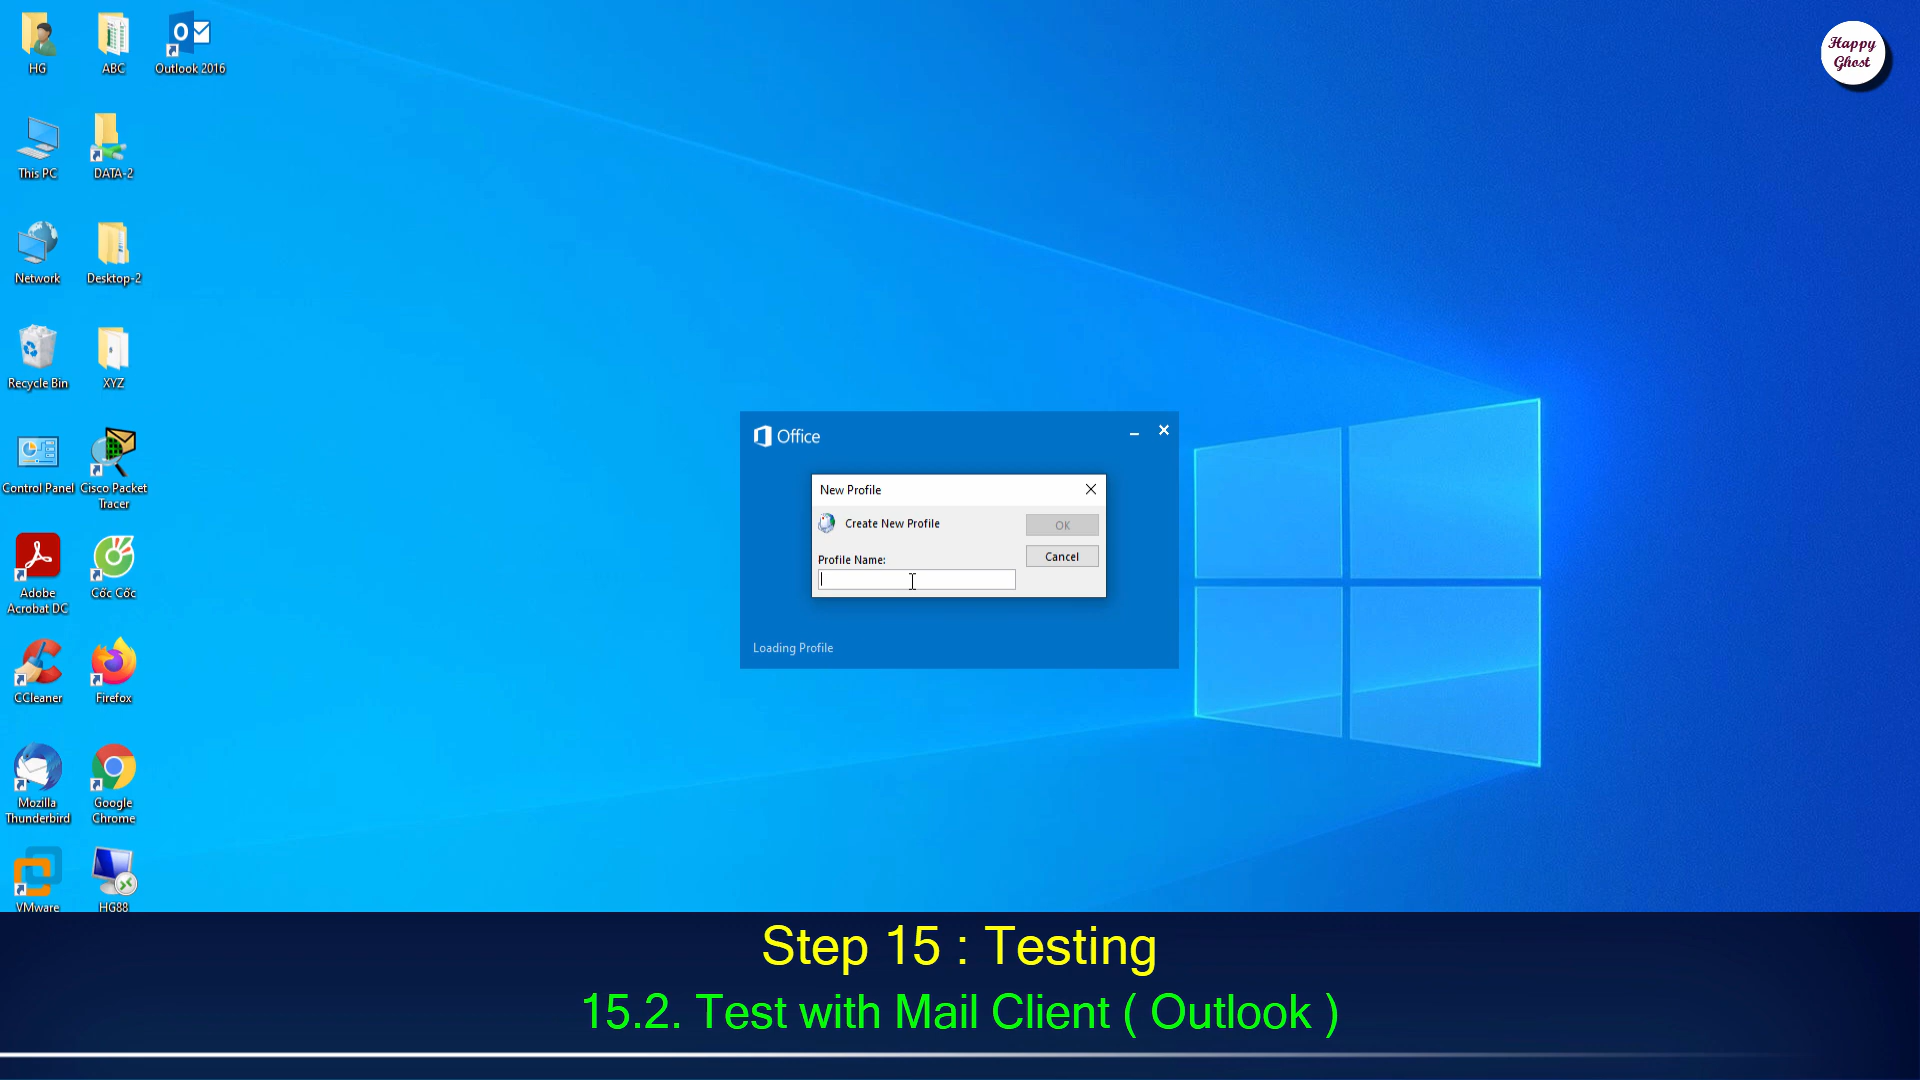 HG
ABC
Outlook 2016
Happy
Ghost
This PC
DATA-2
Network
Desktop-2
Recycle Bin
XYZ
Control Panel
Cisco Packet
Tracer
Adobe
Acrobat DC
Cốc Cốc
CCleaner
Firefox
Mozilla
Thunderbird
Google
Chrome
VMware
HG88
Office
New Profile
Create New Profile
OK
Profile Name:
Cancel
Loading Profile
Step 15 : Testing
15.2. Test with Mail Client ( Outlook )